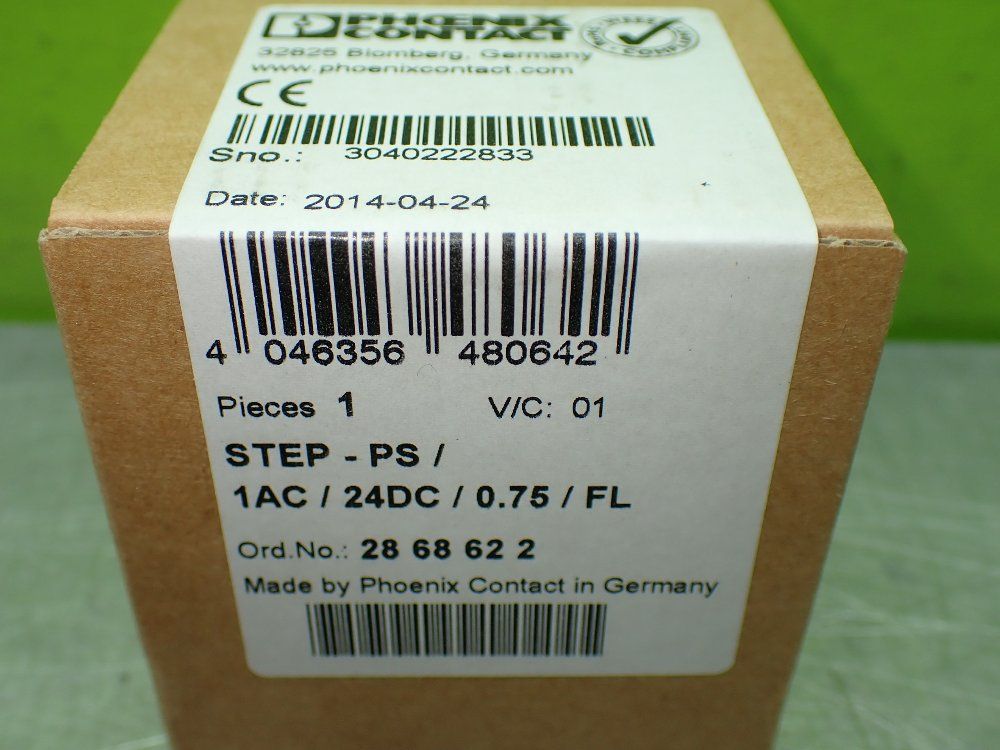 PHOENIX
CONTACT
32825 Blomberg, Germany
www.phoenixcontact.com
CE
Sno.: 3040222833
Date: 2014-04-24
4 046356 480642
Pieces 1 V/C: 01
STEP - PS /
1AC / 24DC / 0.75 / FL
Ord.No.: 28 68 62 2
Made by Phoenix Contact in Germany